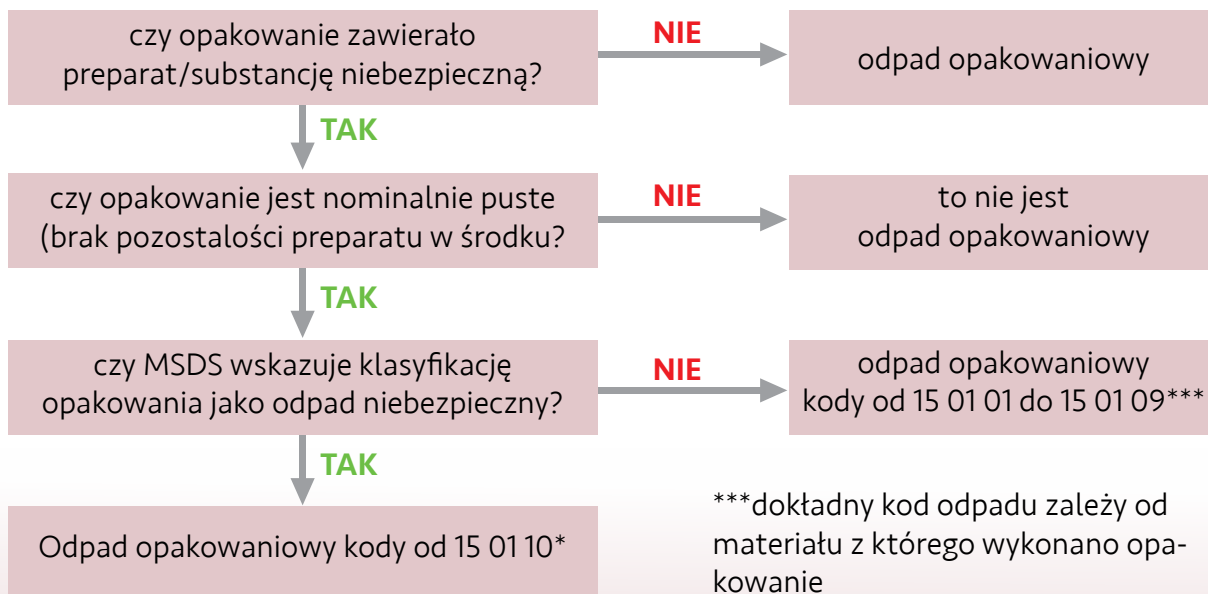 czy opakowanie zawierało
preparat/substancję niebezpieczną?
NIE
odpad opakowaniowy
TAK
czy opakowanie jest nominalnie puste
(brak pozostałości preparatu w środku?
NIE
to nie jest
odpad opakowaniowy
TAK
czy MSDS wskazuje klasyfikację
opakowania jako odpad niebezpieczny?
NIE
odpad opakowaniowy
kody od 15 01 01 do 15 01 09***
TAK
Odpad opakowaniowy kody od 15 01 10*
***dokładny kod odpadu zależy od
materiału z którego wykonano opa-
kowanie